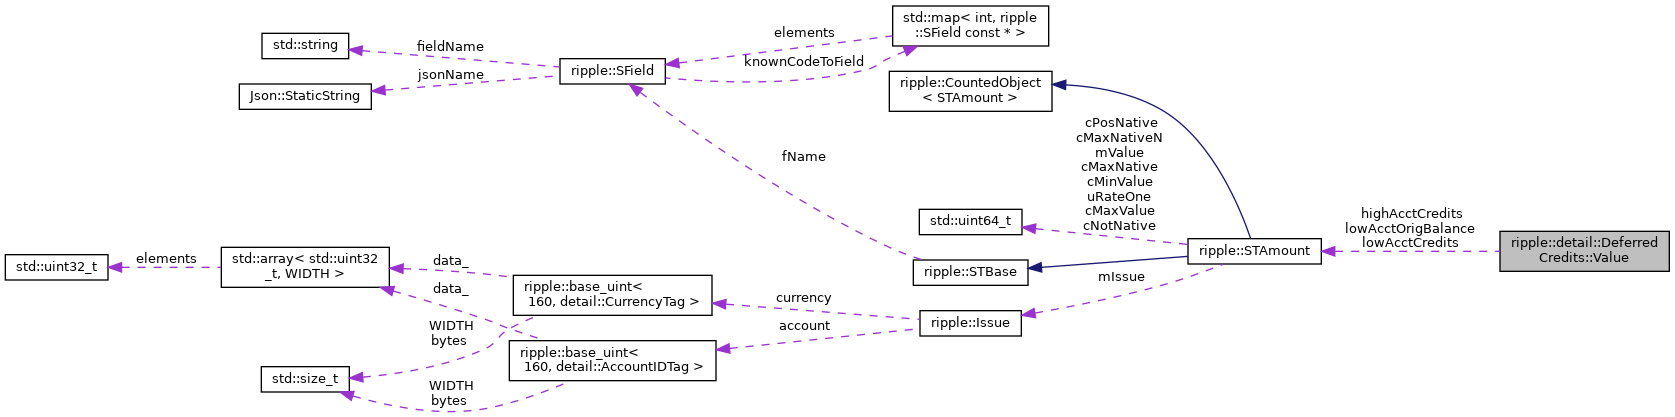 std::map< int, ripple
::SField const * >
std::string
fieldName
elements
knownCodeToField
ripple::SField
jsonName
Json::StaticString
ripple::CountedObject
< STAmount >
cPosNative
cMaxNativeN
mValue
cMaxNative
cMinValue
uRateOne
cMaxValue
cNotNative
fName
std::uint64_t
highAcctCredits
lowAcctOrigBalance
lowAcctCredits
ripple::detail::Deferred
Credits::Value
ripple::STAmount
std::uint32_t
elements
std::array< std::uint32
_t, WIDTH >
data_
data_
ripple::STBase
mIssue
ripple::base_uint<
160, detail::CurrencyTag >
currency
ripple::Issue
account
WIDTH
bytes
ripple::base_uint<
160, detail::AccountIDTag >
std::size_t
WIDTH
bytes